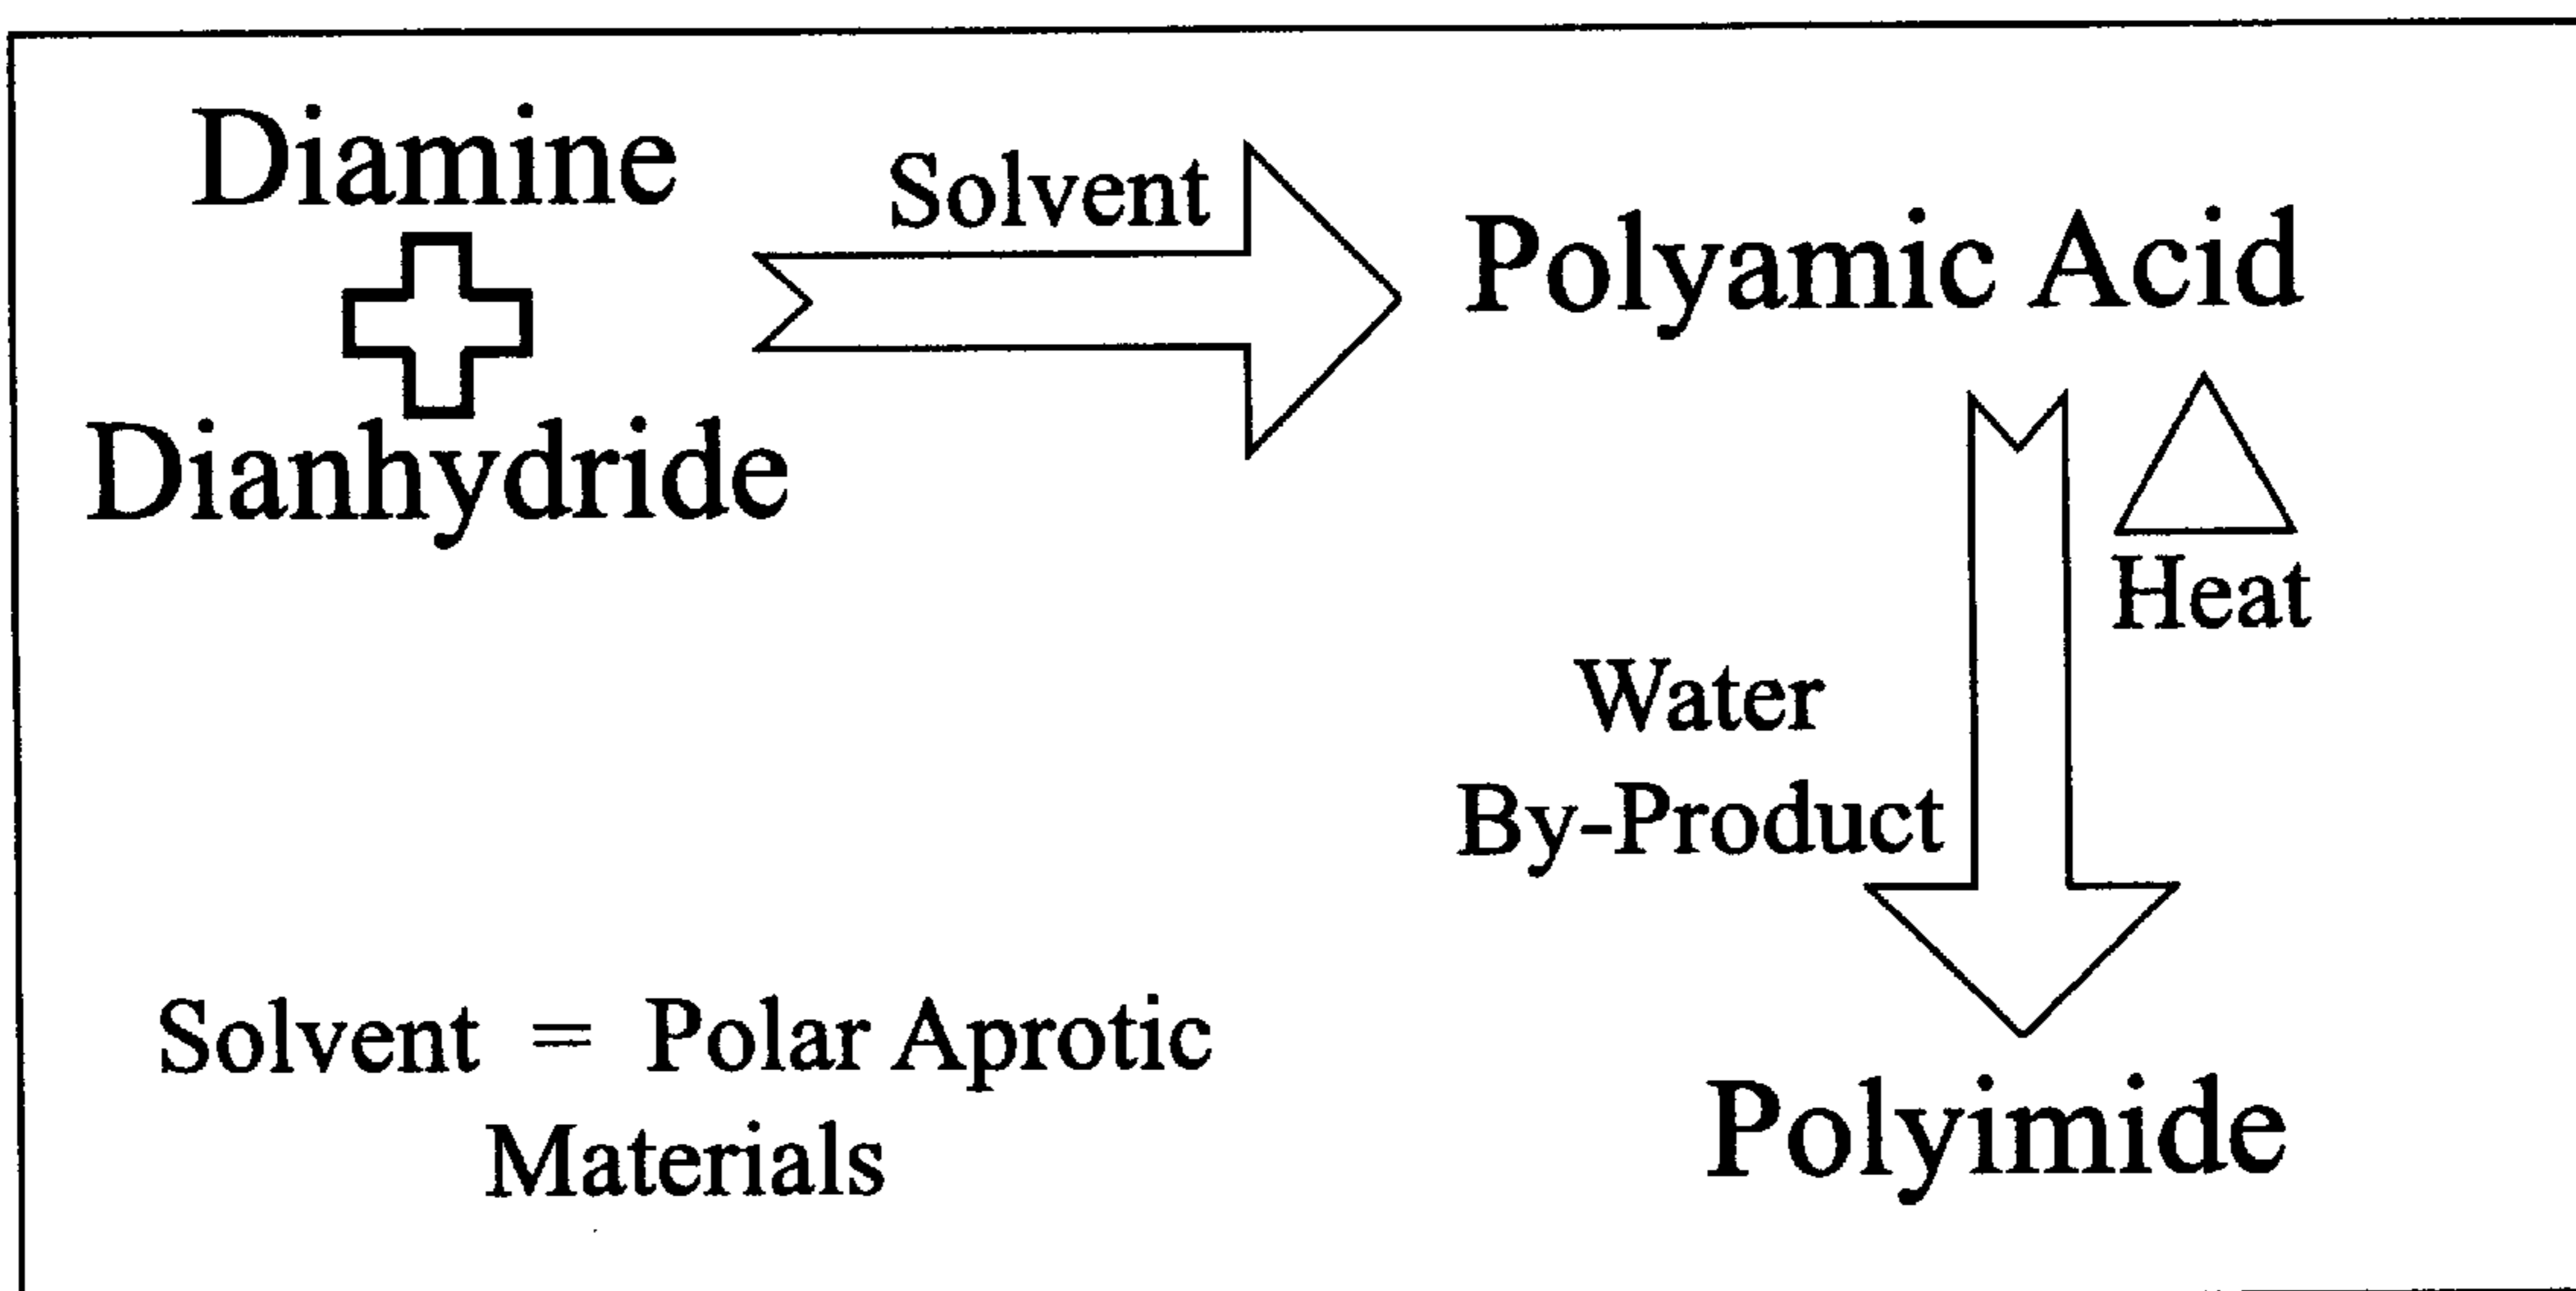 Diamine
Dianhydride
Solvent
Polyamic Acid
Heat
Water
By-Product
Polyimide
Solvent = Polar Aprotic
Materials